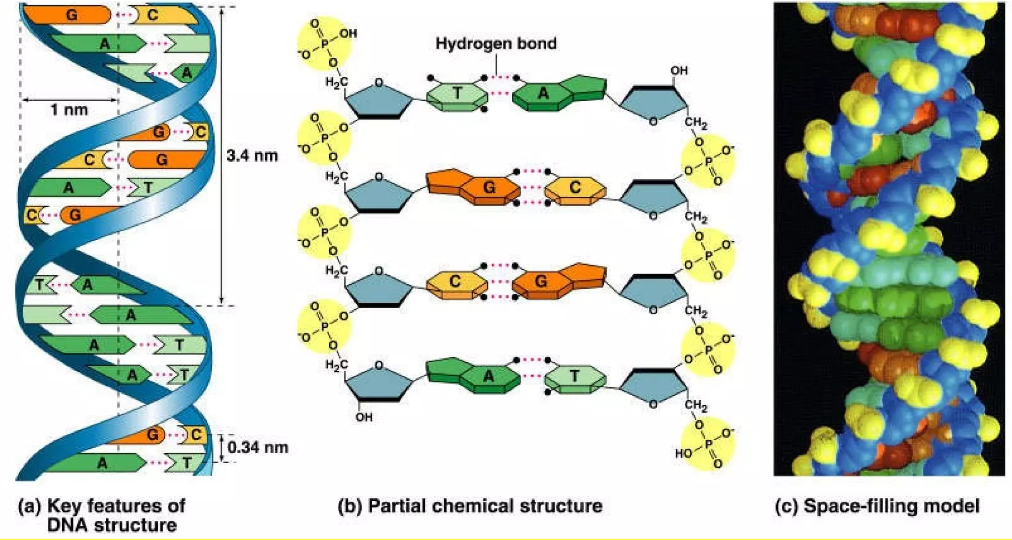 G C
A
A
1 nm
G C
C G
3.4 nm
A T
C G
T A
A
A T
A T
G C
0.34 nm
A T
(a) Key features of
DNA structure
Hydrogen bond
O
OH
P
⁻O
O
H₂C
O
T A
OH
O
CH₂
O
O
P
⁻O
O
H₂C
O
G C
O
P
O⁻
O
O
CH₂
O
O
P
⁻O
O
H₂C
O
C G
O
P
O⁻
O
O
CH₂
O
O
P
⁻O
O
H₂C
O
A T
OH
O
P
O⁻
O
O
CH₂
O
HO
P
O⁻
O
(b) Partial chemical structure
(c) Space-filling model